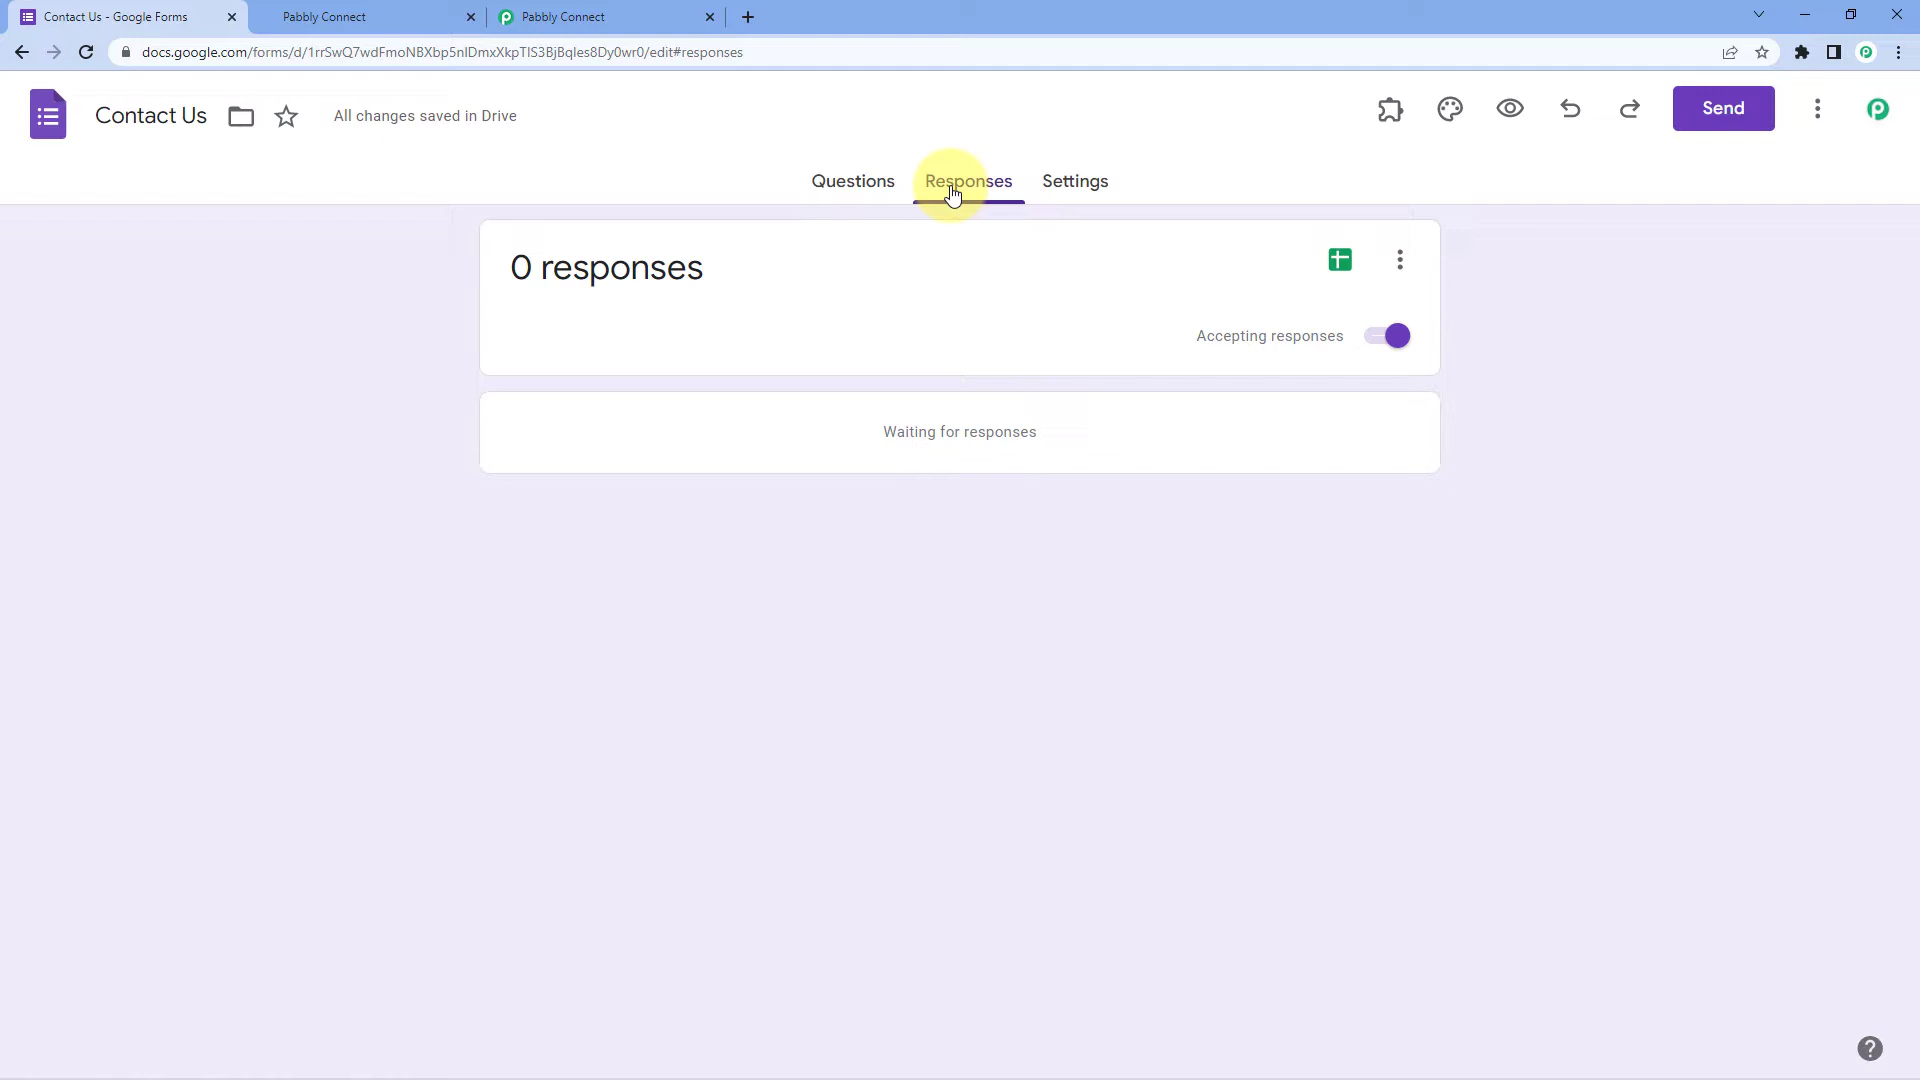 Contact Us - Google Forms
Pabbly Connect
Pabbly Connect
docs.google.com/forms/d/1rrSwQ7wdFmoNBXbp5nIDmxXkpTIS3BjBqles8Dy0wr0/edit#responses
Contact Us
All changes saved in Drive
Send
Questions
Responses
Settings
0 responses
Accepting responses
Waiting for responses